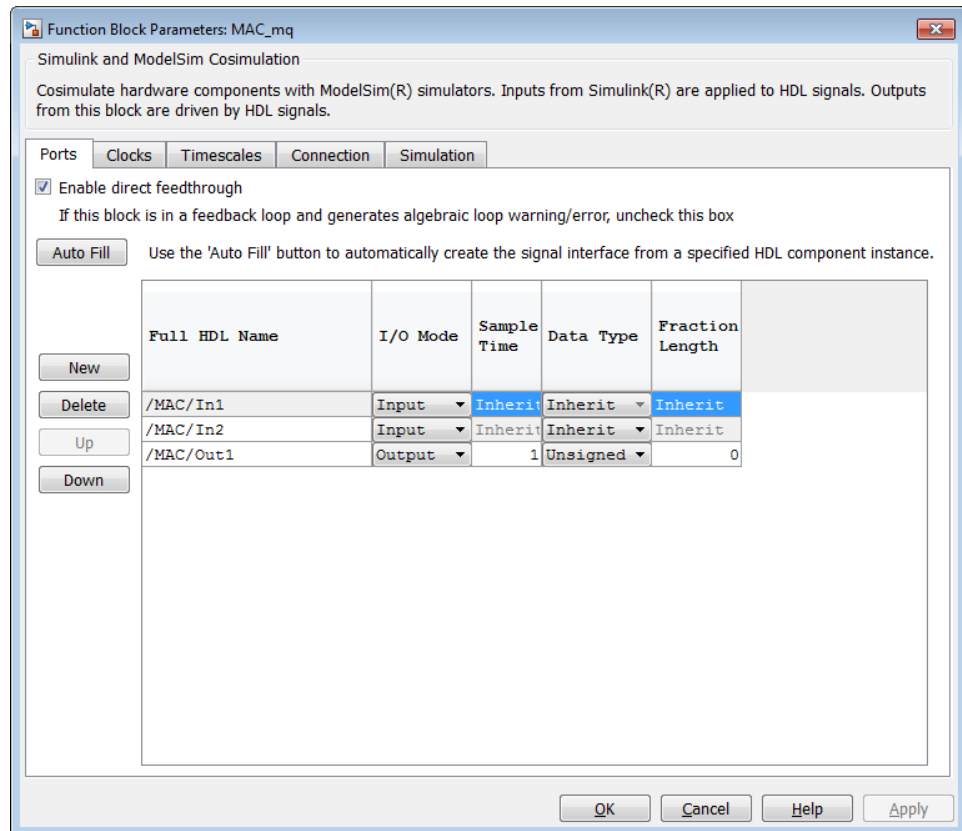 Function Block Parameters: MAC_mq
Simulink and ModelSim Cosimulation
Cosimulate hardware components with ModelSim(R) simulators. Inputs from Simulink(R) are applied to HDL signals. Outputs
from this block are driven by HDL signals.
Ports Clocks Timescales Connection Simulation
Enable direct feedthrough
If this block is in a feedback loop and generates algebraic loop warning/error, uncheck this box
Auto Fill Use the 'Auto Fill' button to automatically create the signal interface from a specified HDL component instance.
Full HDL Name I/O Mode Sample Time Data Type Fraction Length
New
Delete /MAC/In1 Input Inherit Inherit Inherit
/MAC/In2 Input Inherit Inherit Inherit
Up
/MAC/Out1 Output 1 Unsigned 0
Down
OK Cancel Help Apply